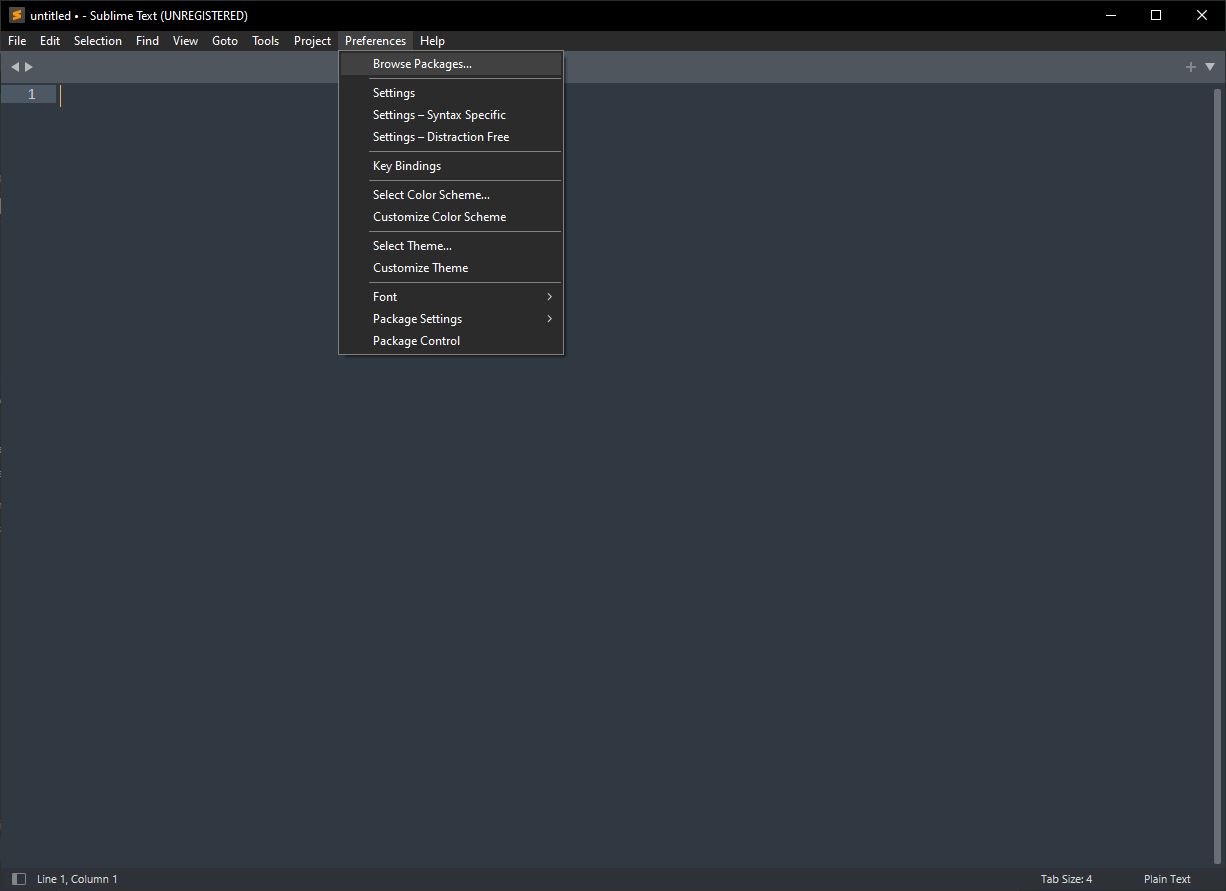 untitled • - Sublime Text (UNREGISTERED)
File Edit Selection Find View Goto Tools Project Preferences Help
Browse Packages...
1
Settings
Settings – Syntax Specific
Settings – Distraction Free
Key Bindings
Select Color Scheme...
Customize Color Scheme
Select Theme...
Customize Theme
Font
Package Settings
Package Control
Line 1, Column 1 Tab Size: 4 Plain Text